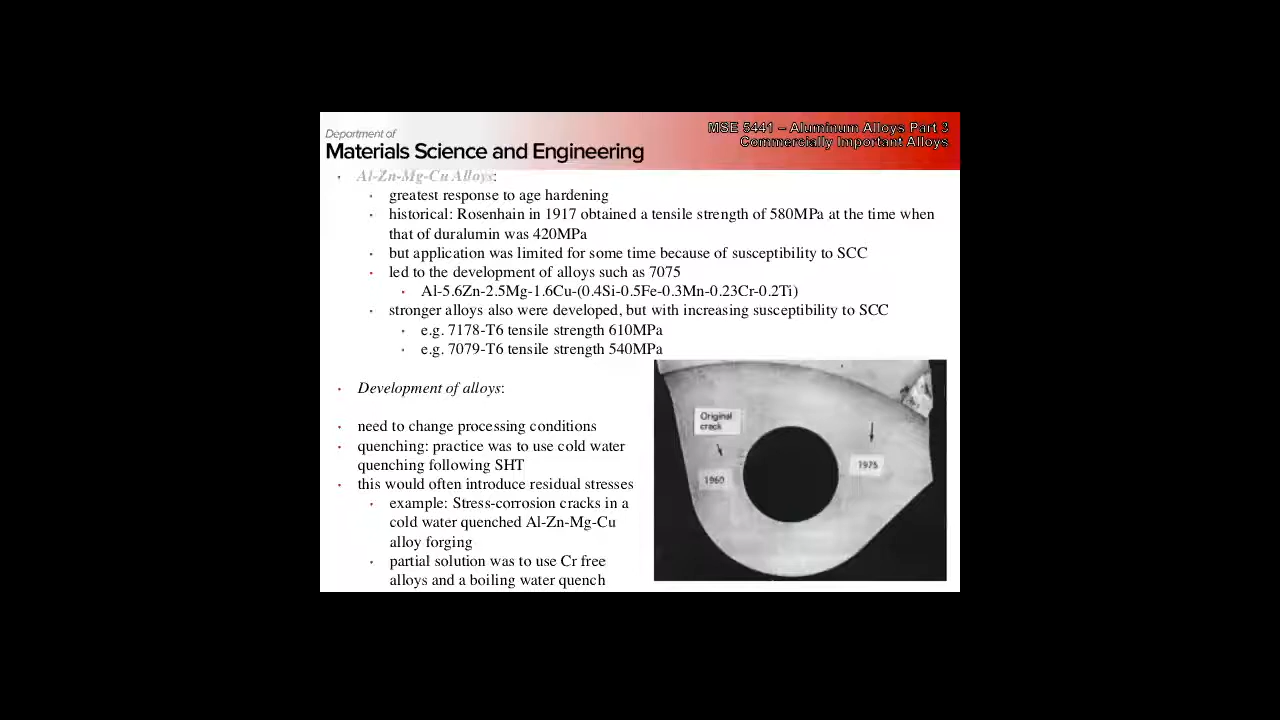 Department of
Materials Science and Engineering
MSE 5441 – Aluminum Alloys Part 3
Commercially Important Alloys
Al-Zn-Mg-Cu Alloys:
greatest response to age hardening
historical: Rosenhain in 1917 obtained a tensile strength of 580MPa at the time when
that of duralumin was 420MPa
but application was limited for some time because of susceptibility to SCC
led to the development of alloys such as 7075
Al-5.6Zn-2.5Mg-1.6Cu-(0.4Si-0.5Fe-0.3Mn-0.23Cr-0.2Ti)
stronger alloys also were developed, but with increasing susceptibility to SCC
e.g. 7178-T6 tensile strength 610MPa
e.g. 7079-T6 tensile strength 540MPa
Development of alloys:
need to change processing conditions
quenching: practice was to use cold water
quenching following SHT
this would often introduce residual stresses
example: Stress-corrosion cracks in a
cold water quenched Al-Zn-Mg-Cu
alloy forging
partial solution was to use Cr free
alloys and a boiling water quench
Original
crack
1960
1975